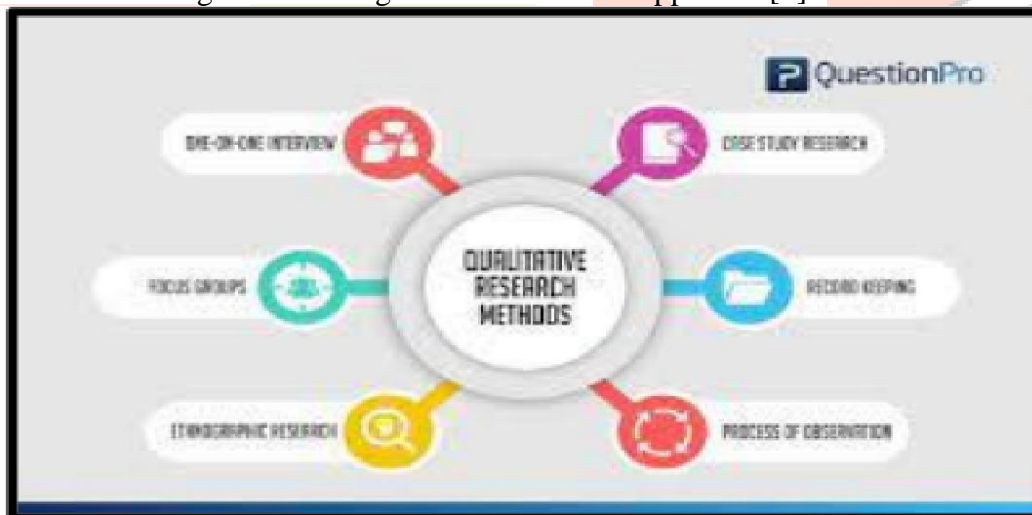 QuestionPro
ONE-ON-ONE INTERVIEW
CASE STUDY RESEARCH
FOCUS GROUPS
QUALITATIVE
RESEARCH
METHODS
RECORD KEEPING
ETHNOGRAPHIC RESEARCH
PROCESS OF OBSERVATION